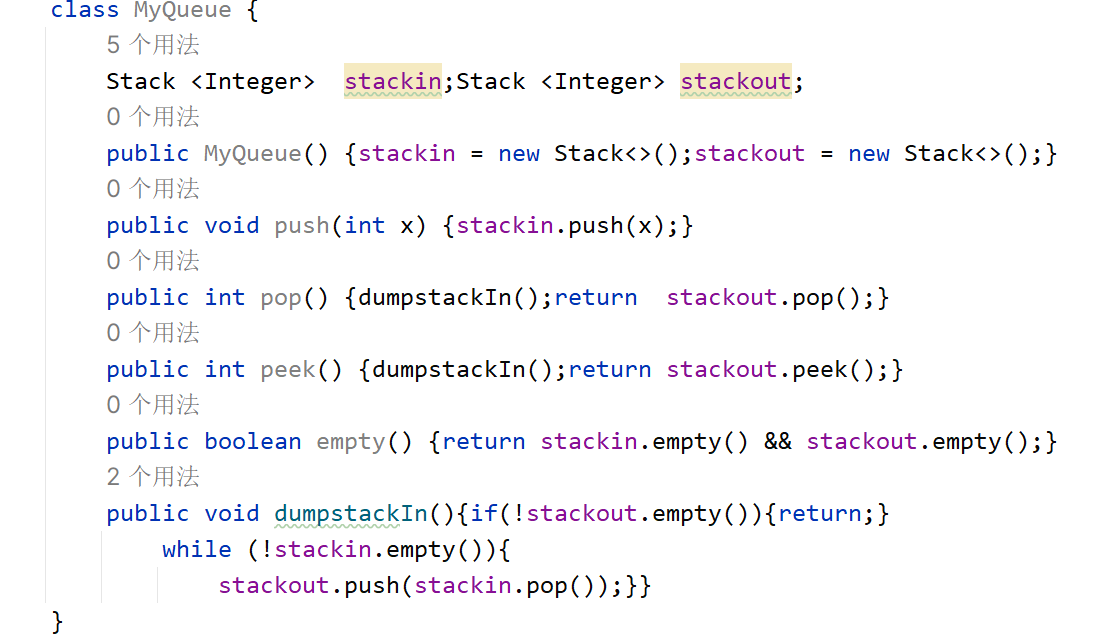 class MyQueue {
5 个用法
Stack <Integer>  stackin;Stack <Integer> stackout;
0 个用法
public MyQueue() {stackin = new Stack<>();stackout = new Stack<>();}
0 个用法
public void push(int x) {stackin.push(x);}
0 个用法
public int pop() {dumpstackIn();return  stackout.pop();}
0 个用法
public int peek() {dumpstackIn();return stackout.peek();}
0 个用法
public boolean empty() {return stackin.empty() && stackout.empty();}
2 个用法
public void dumpstackIn(){if(!stackout.empty()){return;}
while (!stackin.empty()){
stackout.push(stackin.pop());}}
}